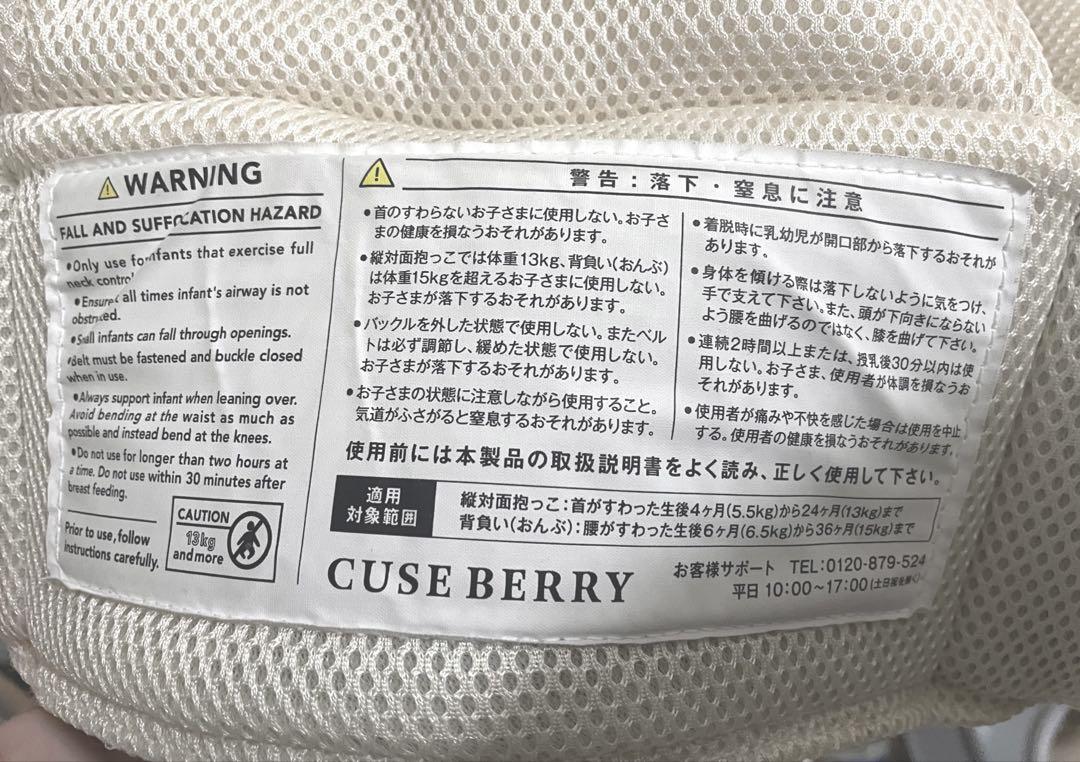 WARNING
FALL AND SUFFOCATION HAZARD
•Only use for infants that exercise full
neck control
•Ensure all times infant's airway is not
obstructed.
•Small infants can fall through openings.
•Belt must be fastened and buckle closed
when in use.
•Always support infant when leaning over.
Avoid bending at the waist as much as
possible and instead bend at the knees.
•Do not use for longer than two hours at
a time. Do not use within 30 minutes after
breast feeding.
Prior to use, follow
instructions carefully.
CAUTION
13kg
and more
警告：落下・窒息に注意
•首のすわらないお子さまに使用しない。お子さ
まの健康を損なうおそれがあります。
•縦対面抱っこでは体重13kg、背負い(おんぶ)
は体重15kgを超えるお子さまに使用しない。
お子さまが落下するおそれがあります。
•バックルを外した状態で使用しない。またベル
トは必ず調節し、緩めた状態で使用しない。
お子さまが落下するおそれがあります。
•お子さまの状態に注意しながら使用すること。
気道がふさがると窒息するおそれがあります。
•着脱時に乳幼児が開口部から落下するおそれが
あります。
•身体を傾ける際は落下しないように気をつけ、
手で支えて下さい。また、頭が下向きにならない
よう腰を曲げるのではなく、膝を曲げて下さい。
•連続2時間以上または、授乳後30分以内は使
用しない。お子さま、使用者が体調を損なうお
それがあります。
•使用者が痛みや不快を感じた場合は使用を中止
する。使用者の健康を損なうおそれがあります。
使用前には本製品の取扱説明書をよく読み、正しく使用して下さい。
適用
対象範囲
縦対面抱っこ：首がすわった生後4ヶ月(5.5kg)から24ヶ月(13kg)まで
背負い(おんぶ)：腰がすわった生後6ヶ月(6.5kg)から36ヶ月(15kg)まで
CUSE BERRY
お客様サポート TEL:0120-879-524
平日 10:00～17:00(土日祝を除く)